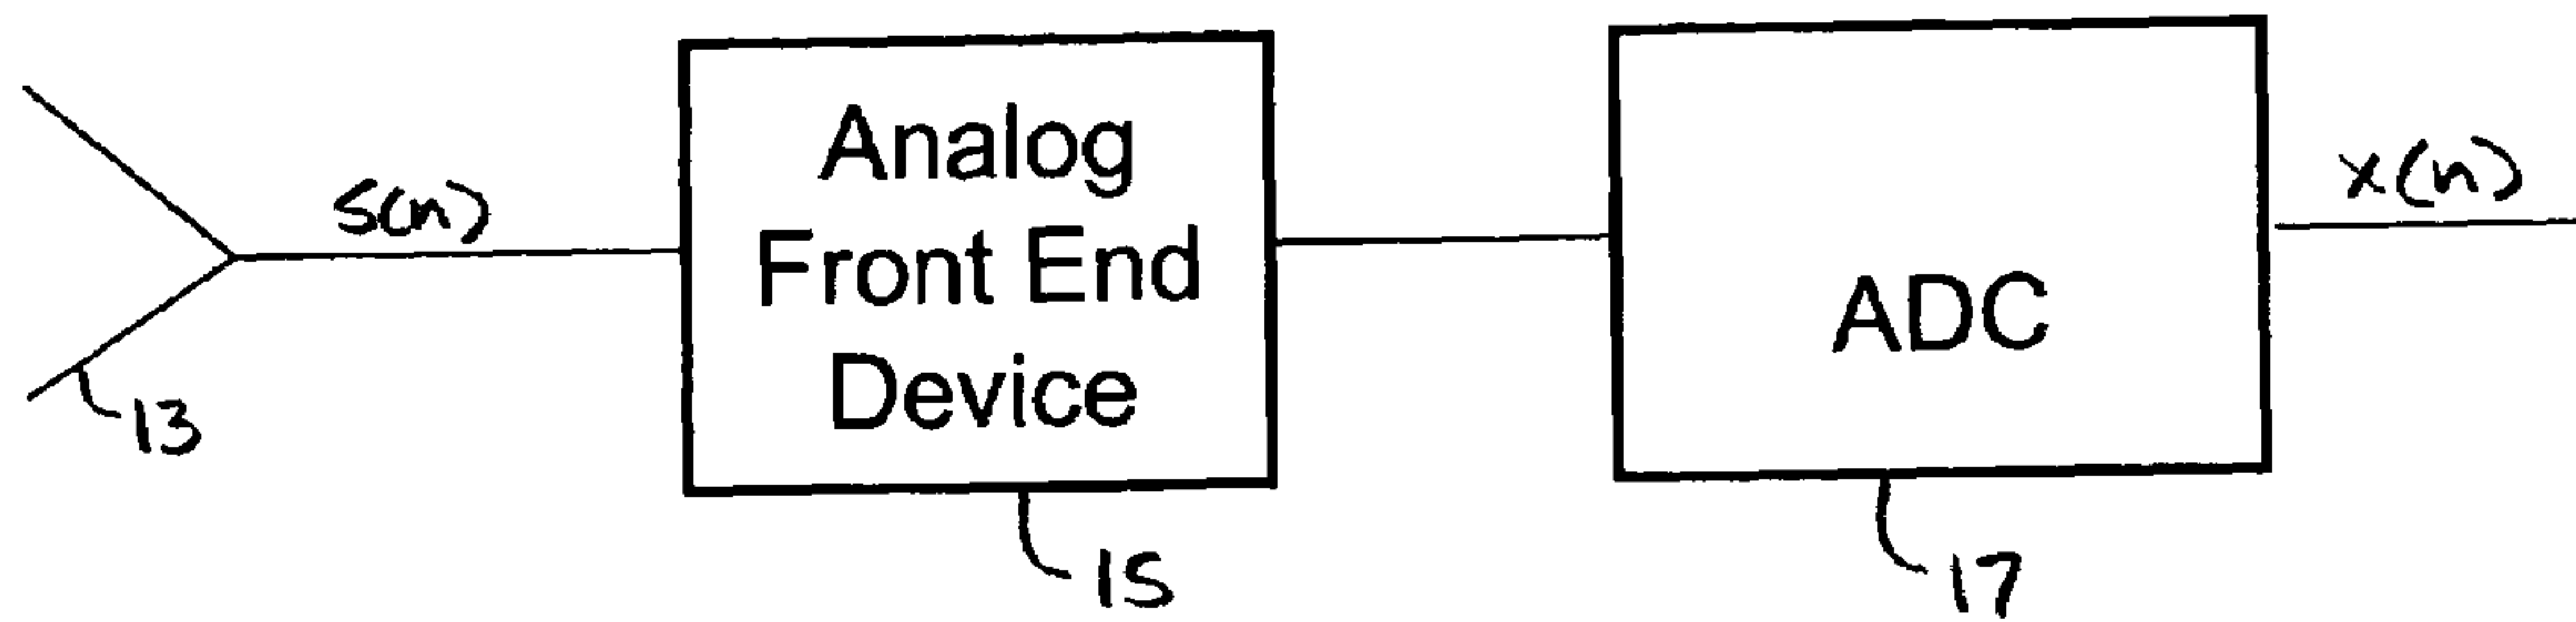 s(n)
Analog
Front End
Device
ADC
x(n)
13
15
17